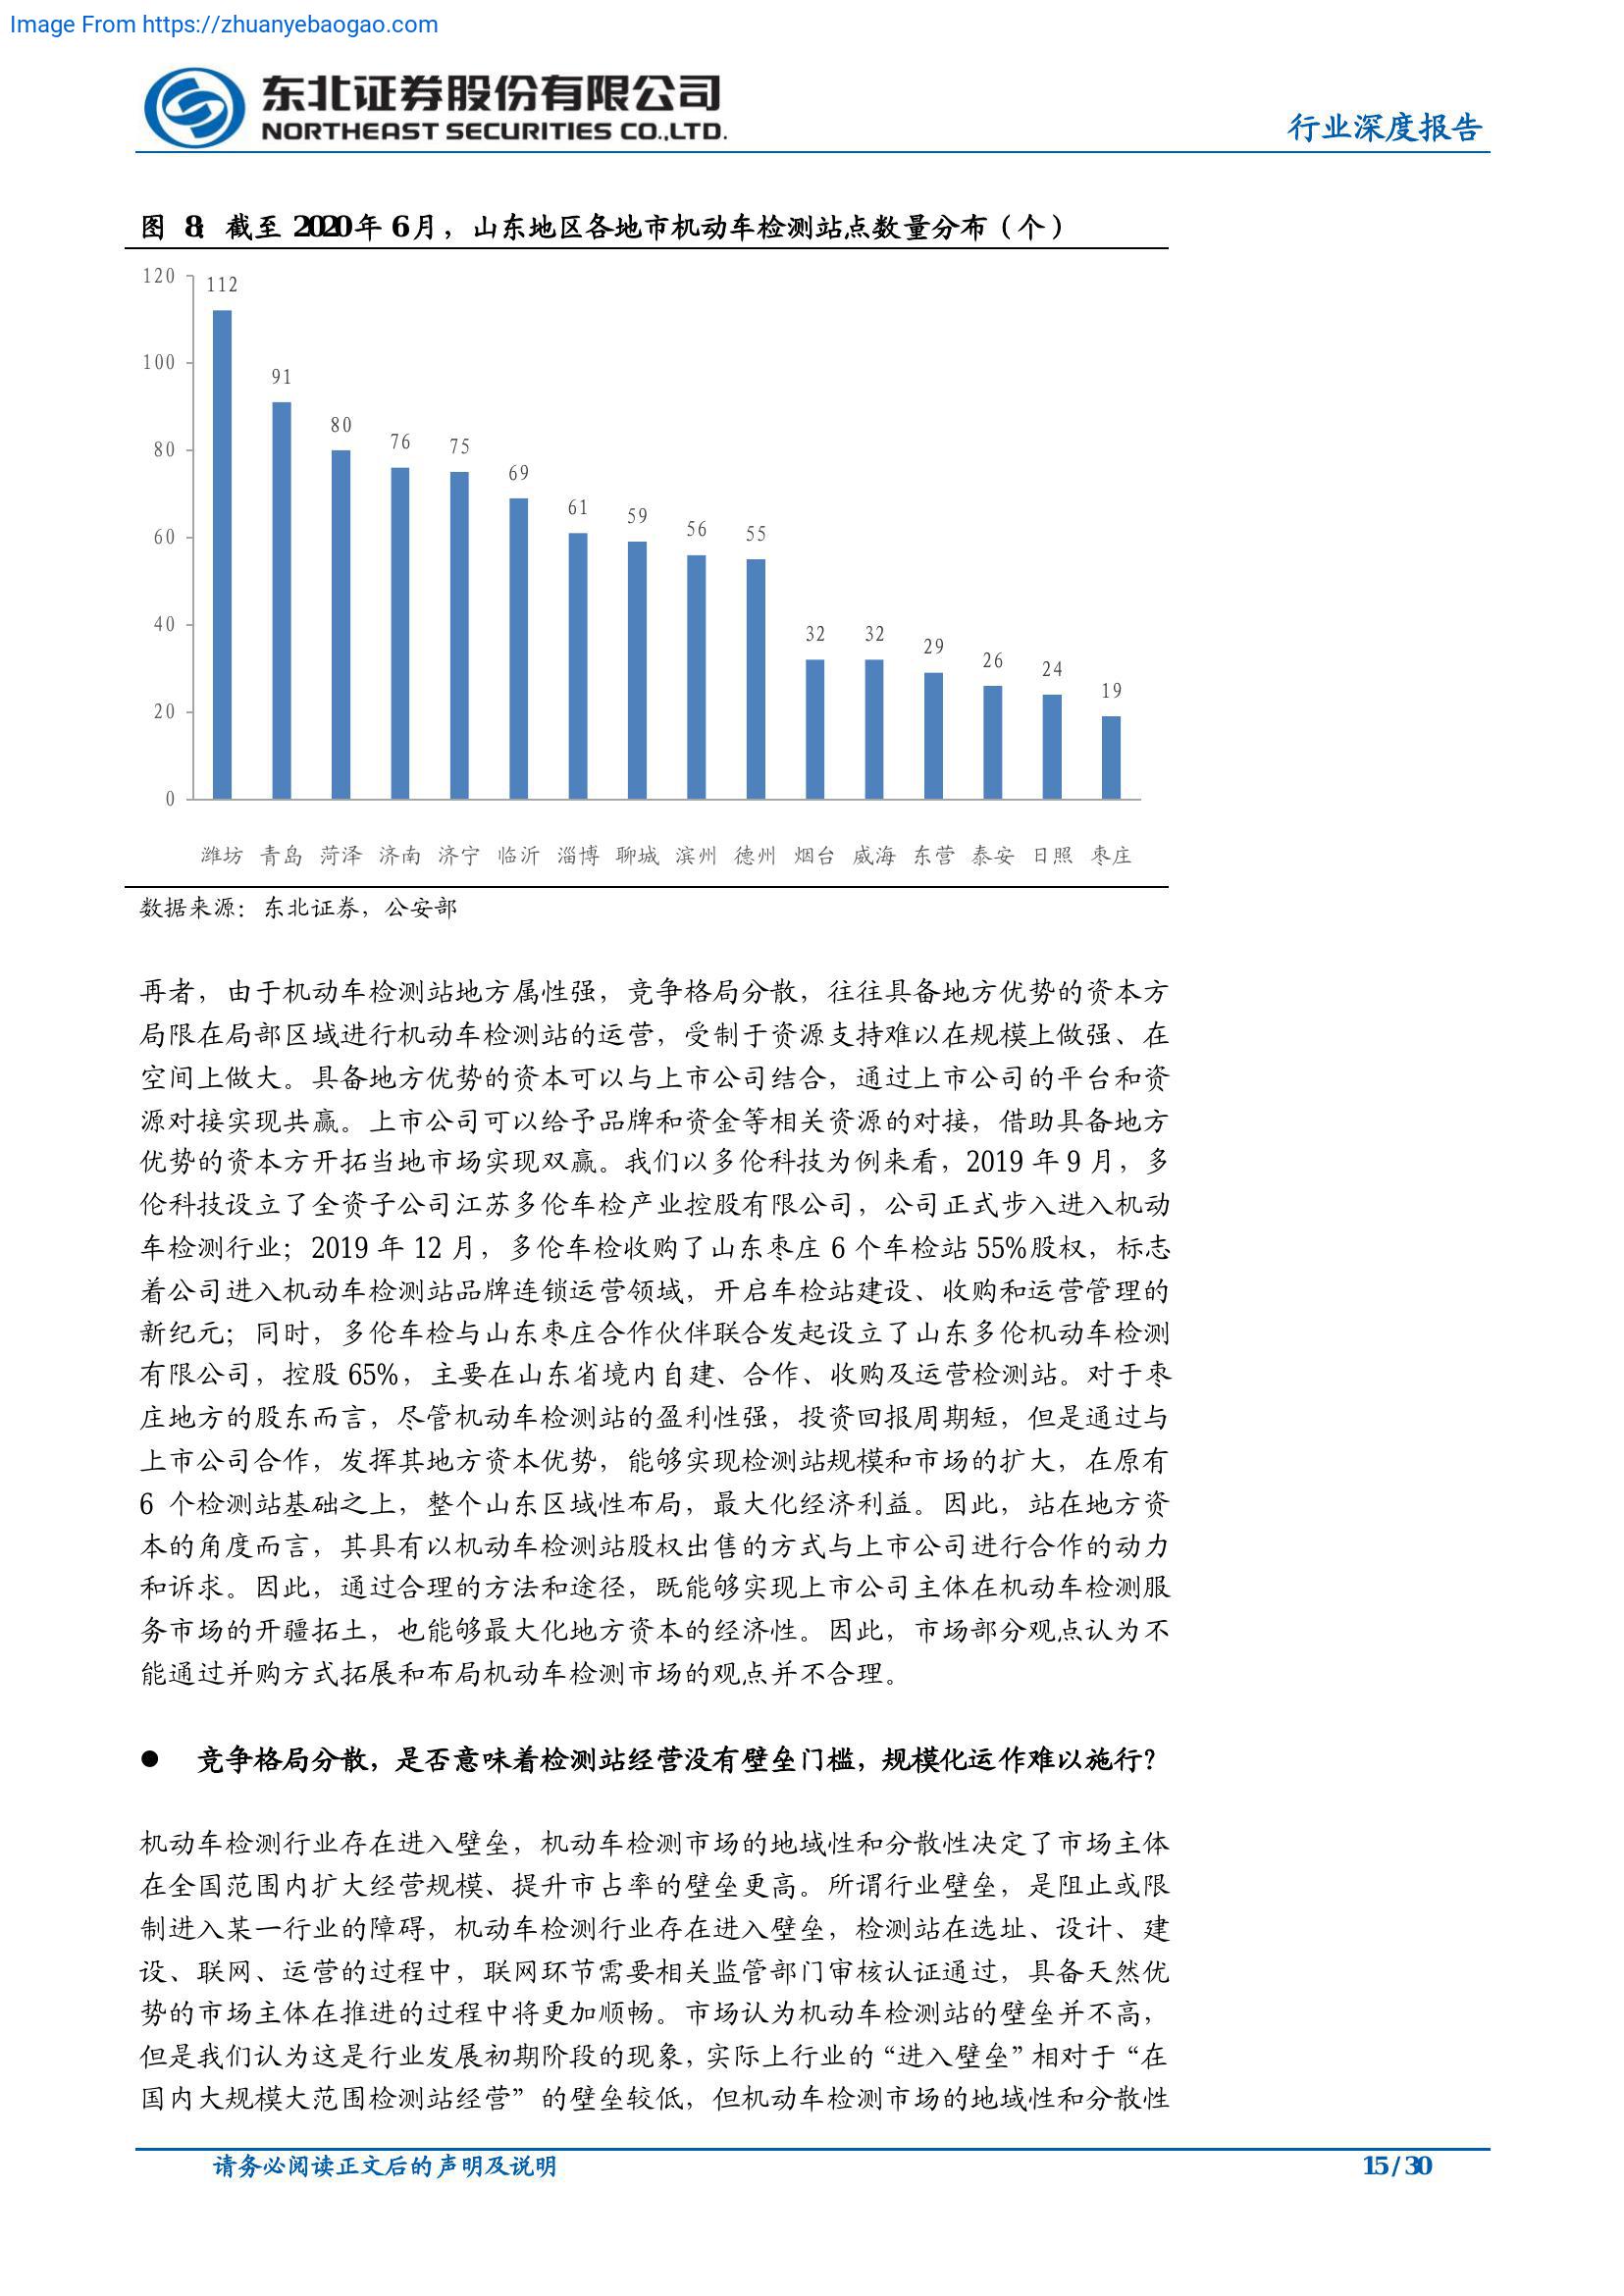 Image From https://zhuanyebaogao.com
东北证券股份有限公司
NORTHEAST SECURITIES CO.,LTD.
行业深度报告
图 8: 截至 2020 年 6 月，山东地区各地市机动车检测站点数量分布（个）
120
100
80
60
40
20
0
112
91
80
76
75
69
61
59
56
55
32
32
29
26
24
19
潍坊 青岛 菏泽 济南 济宁 临沂 淄博 聊城 滨州 德州 烟台 威海 东营 泰安 日照 枣庄
数据来源：东北证券，公安部
再者，由于机动车检测站地方属性强，竞争格局分散，往往具备地方优势的资本方
局限在局部区域进行机动车检测站的运营，受制于资源支持难以在规模上做强、在
空间上做大。具备地方优势的资本可以与上市公司结合，通过上市公司的平台和资
源对接实现共赢。上市公司可以给予品牌和资金等相关资源的对接，借助具备地方
优势的资本方开拓当地市场实现双赢。我们以多伦科技为例来看，2019 年 9 月，多
伦科技设立了全资子公司江苏多伦车检产业控股有限公司，公司正式步入进入机动
车检测行业；2019 年 12 月，多伦车检收购了山东枣庄 6 个车检站 55%股权，标志
着公司进入机动车检测站品牌连锁运营领域，开启车检站建设、收购和运营管理的
新纪元；同时，多伦车检与山东枣庄合作伙伴联合发起设立了山东多伦机动车检测
有限公司，控股 65%，主要在山东省境内自建、合作、收购及运营检测站。对于枣
庄地方的股东而言，尽管机动车检测站的盈利性强，投资回报周期短，但是通过与
上市公司合作，发挥其地方资本优势，能够实现检测站规模和市场的扩大，在原有
6 个检测站基础之上，整个山东区域性布局，最大化经济利益。因此，站在地方资
本的角度而言，其具有以机动车检测站股权出售的方式与上市公司进行合作的动力
和诉求。因此，通过合理的方法和途径，既能够实现上市公司主体在机动车检测服
务市场的开疆拓土，也能够最大化地方资本的经济性。因此，市场部分观点认为不
能通过并购方式拓展和布局机动车检测市场的观点并不合理。
● 竞争格局分散，是否意味着检测站经营没有壁垒门槛，规模化运作难以施行？
机动车检测行业存在进入壁垒，机动车检测市场的地域性和分散性决定了市场主体
在全国范围内扩大经营规模、提升市占率的壁垒更高。所谓行业壁垒，是阻止或限
制进入某一行业的障碍，机动车检测行业存在进入壁垒，检测站在选址、设计、建
设、联网、运营的过程中，联网环节需要相关监管部门审核认证通过，具备天然优
势的市场主体在推进的过程中将更加顺畅。市场认为机动车检测站的壁垒并不高，
但是我们认为这是行业发展初期阶段的现象，实际上行业的“进入壁垒”相对于“在
国内大规模大范围检测站经营”的壁垒较低，但机动车检测市场的地域性和分散性
请务必阅读正文后的声明及说明
15 / 30